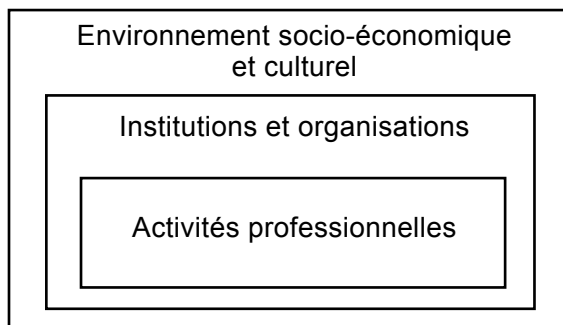 Environnement socio-économique
et culturel
Institutions et organisations
Activités professionnelles